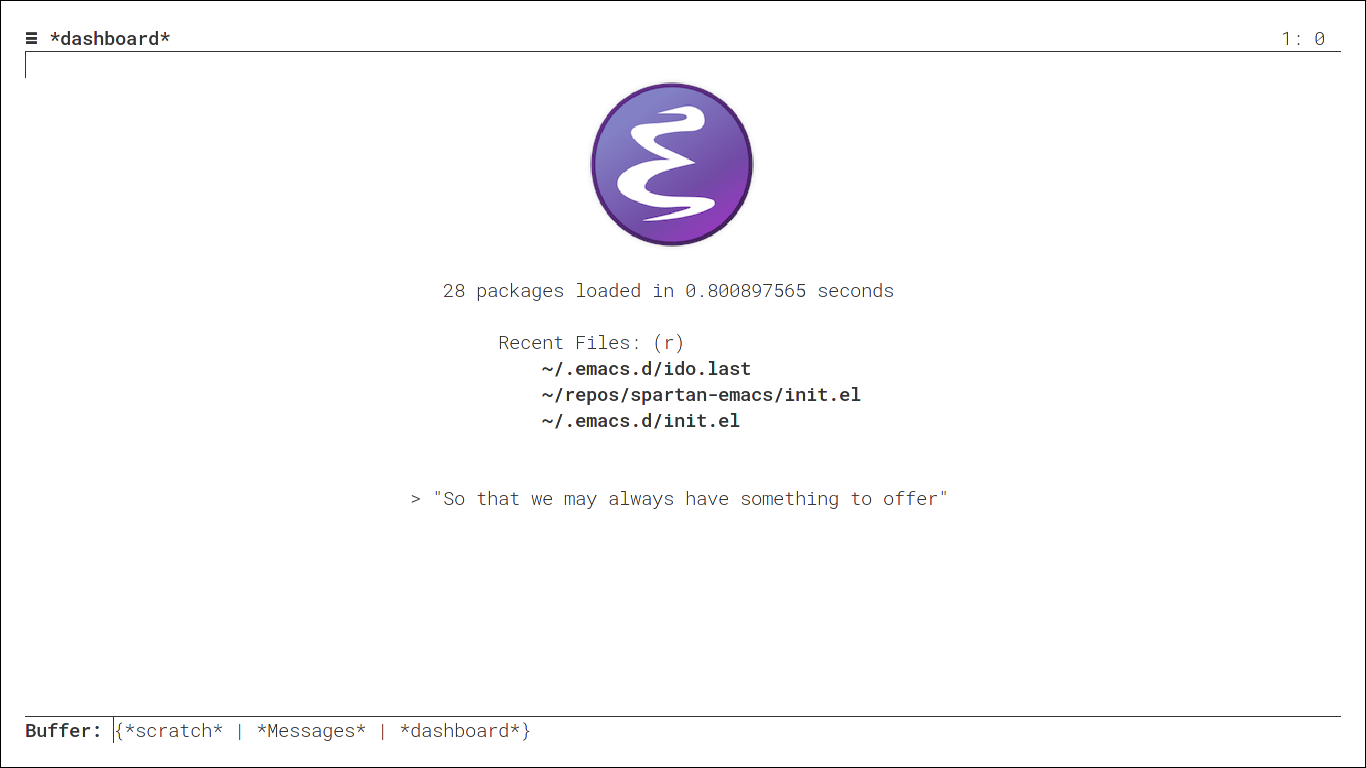 ≡ *dashboard* 1: 0
28 packages loaded in 0.800897565 seconds
Recent Files: (r)
~/.emacs.d/ido.last
~/repos/spartan-emacs/init.el
~/.emacs.d/init.el
> "So that we may always have something to offer"
Buffer: {*scratch* | *Messages* | *dashboard*}